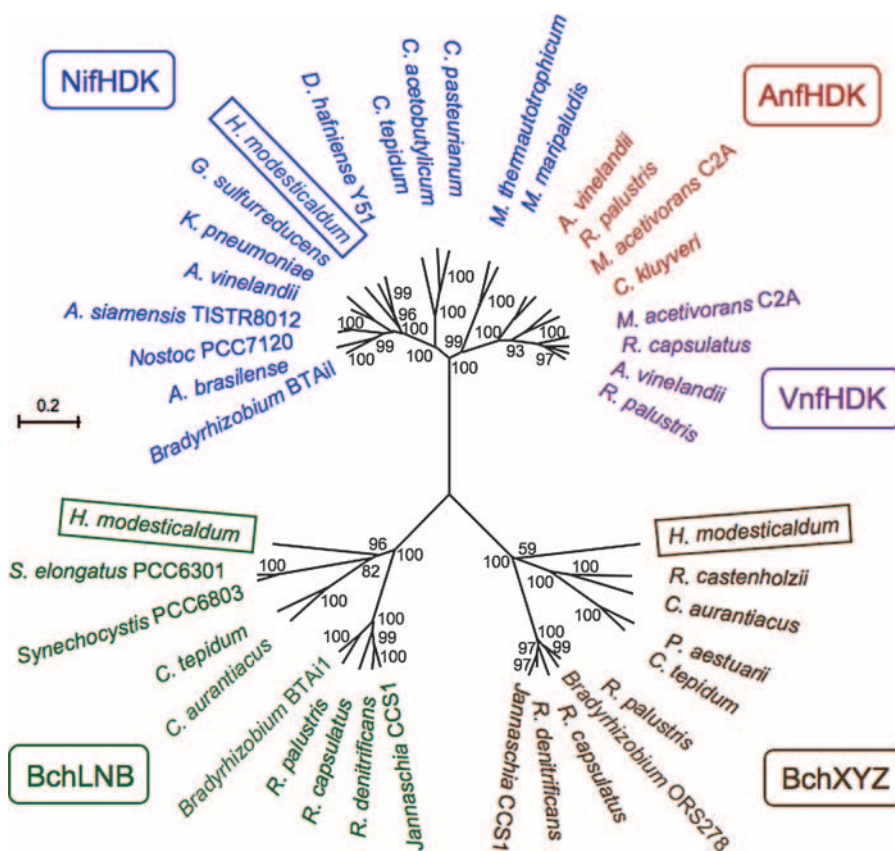 NifHDK
AnfHDK
D. hafniense Y51
C. tepidum
C. acetobutylicum
C. pasteurianum
M. thermautotrophicum
M. maripaludis
H. modesticaldum
G. sulfurreducens
K. pneumoniae
A. vinelandii
A. siamensis TISTR8012
Nostoc PCC7120
A. brasilense
Bradyrhizobium BTAiI
A. vinelandii
R. palustris
M. acetivorans C2A
C. kluyveri
M. acetivorans C2A
R. capsulatus
A. vinelandii
R. palustris
VnfHDK
100
99
96
100
100
99
100
100
100
100
99
100
100
93
100
97
100
0.2
H. modesticaldum
S. elongatus PCC6301
Synechocystis PCC6803
C. tepidum
C. aurantiacus
Bradyrhizobium BTAi1
R. palustris
R. capsulatus
R. denitrificans
Jannaschia CCS1
BchLNB
96
100
100
82
100
100
100
99
100
H. modesticaldum
R. castenholzii
C. aurantiacus
P. aestuarii
C. tepidum
R. palustris
Bradyrhizobium ORS278
R. capsulatus
R. denitrificans
Jannaschia CCS1
BchXYZ
59
100
100
100
100
100
97
99
97